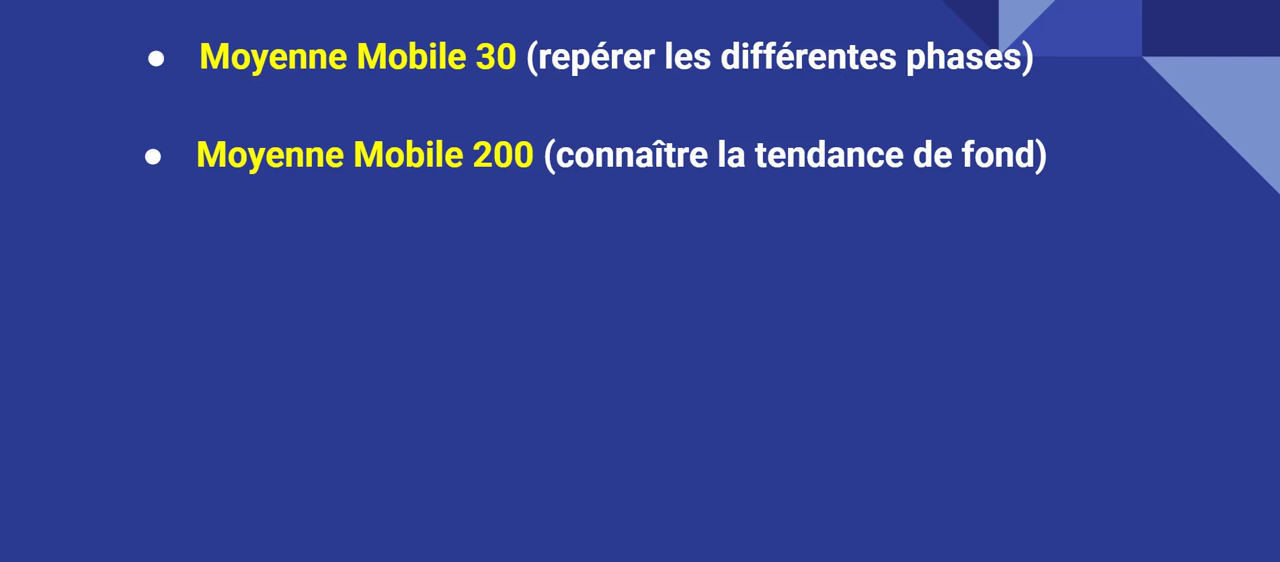 ● Moyenne Mobile 30 (repérer les différentes phases)
● Moyenne Mobile 200 (connaître la tendance de fond)